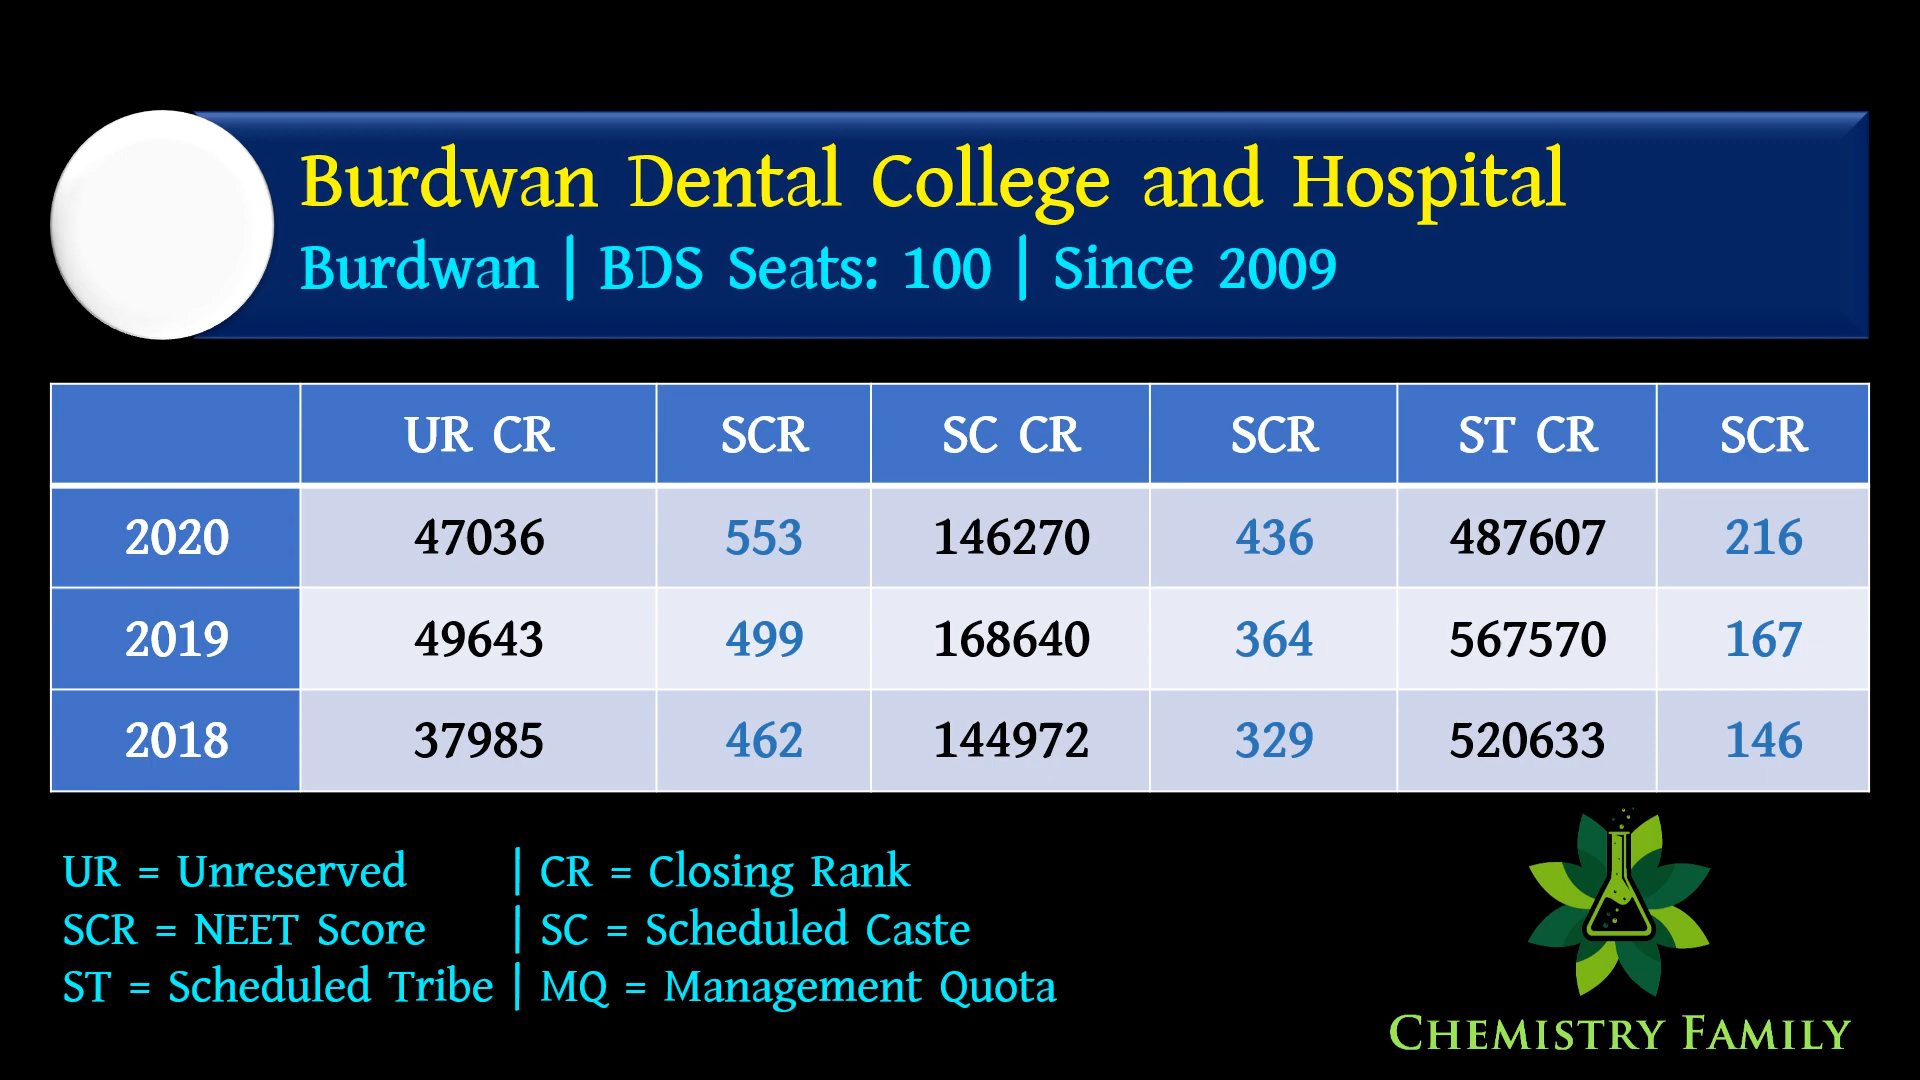 Burdwan Dental College and Hospital
Burdwan | BDS Seats: 100 | Since 2009
UR CR SCR SC CR SCR ST CR SCR
2020 47036 553 146270 436 487607 216
2019 49643 499 168640 364 567570 167
2018 37985 462 144972 329 520633 146
UR = Unreserved | CR = Closing Rank
SCR = NEET Score | SC = Scheduled Caste
ST = Scheduled Tribe | MQ = Management Quota
CHEMISTRY FAMILY